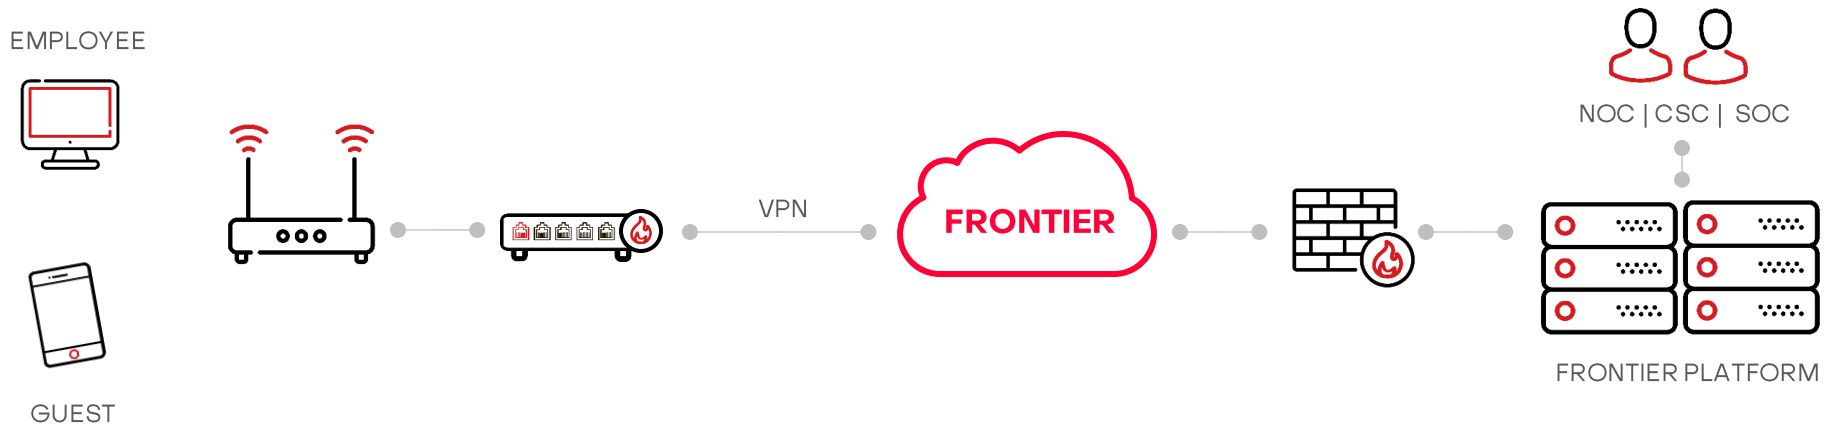 EMPLOYEE
GUEST
VPN
FRONTIER
NOC | CSC | SOC
FRONTIER PLATFORM